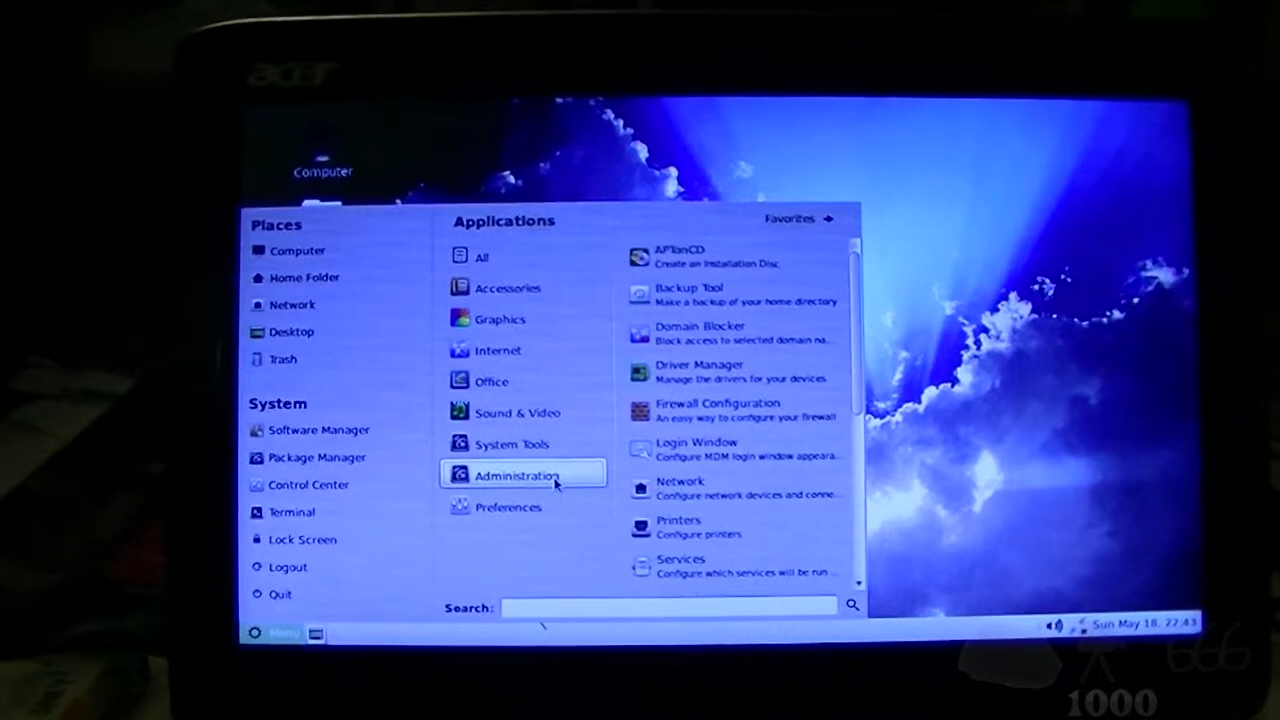 acer
Computer
Places
Computer
Home Folder
Network
Desktop
Trash
System
Software Manager
Package Manager
Control Center
Terminal
Lock Screen
Logout
Quit
Applications
Favorites
All
Accessories
Graphics
Internet
Office
Sound & Video
System Tools
Administration
Preferences
APTonCD
Create an Installation Disc
Backup Tool
Make a backup of your home directory
Domain Blocker
Block access to selected domain na...
Driver Manager
Manage the drivers for your devices
Firewall Configuration
An easy way to configure your firewall
Login Window
Configure MDM login window appeara...
Network
Configure network devices and conne...
Printers
Configure printers
Services
Configure which services will be run ...
Search:
Menu
Sun May 18, 22:43
666
1000